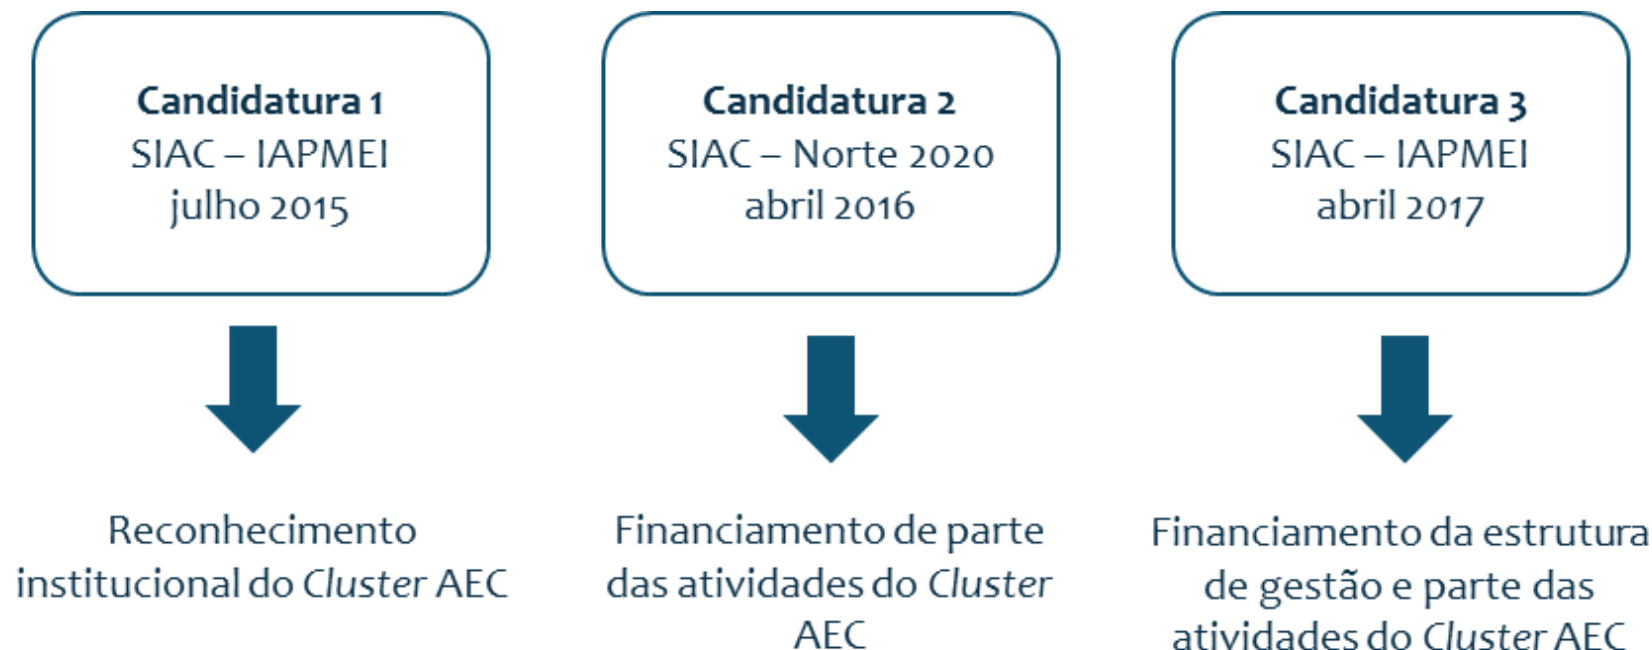 Candidatura 1
SIAC – IAPMEI
julho 2015
Candidatura 2
SIAC – Norte 2020
abril 2016
Candidatura 3
SIAC – IAPMEI
abril 2017
Reconhecimento
institucional do Cluster AEC
Financiamento de parte
das atividades do Cluster
AEC
Financiamento da estrutura
de gestão e parte das
atividades do Cluster AEC